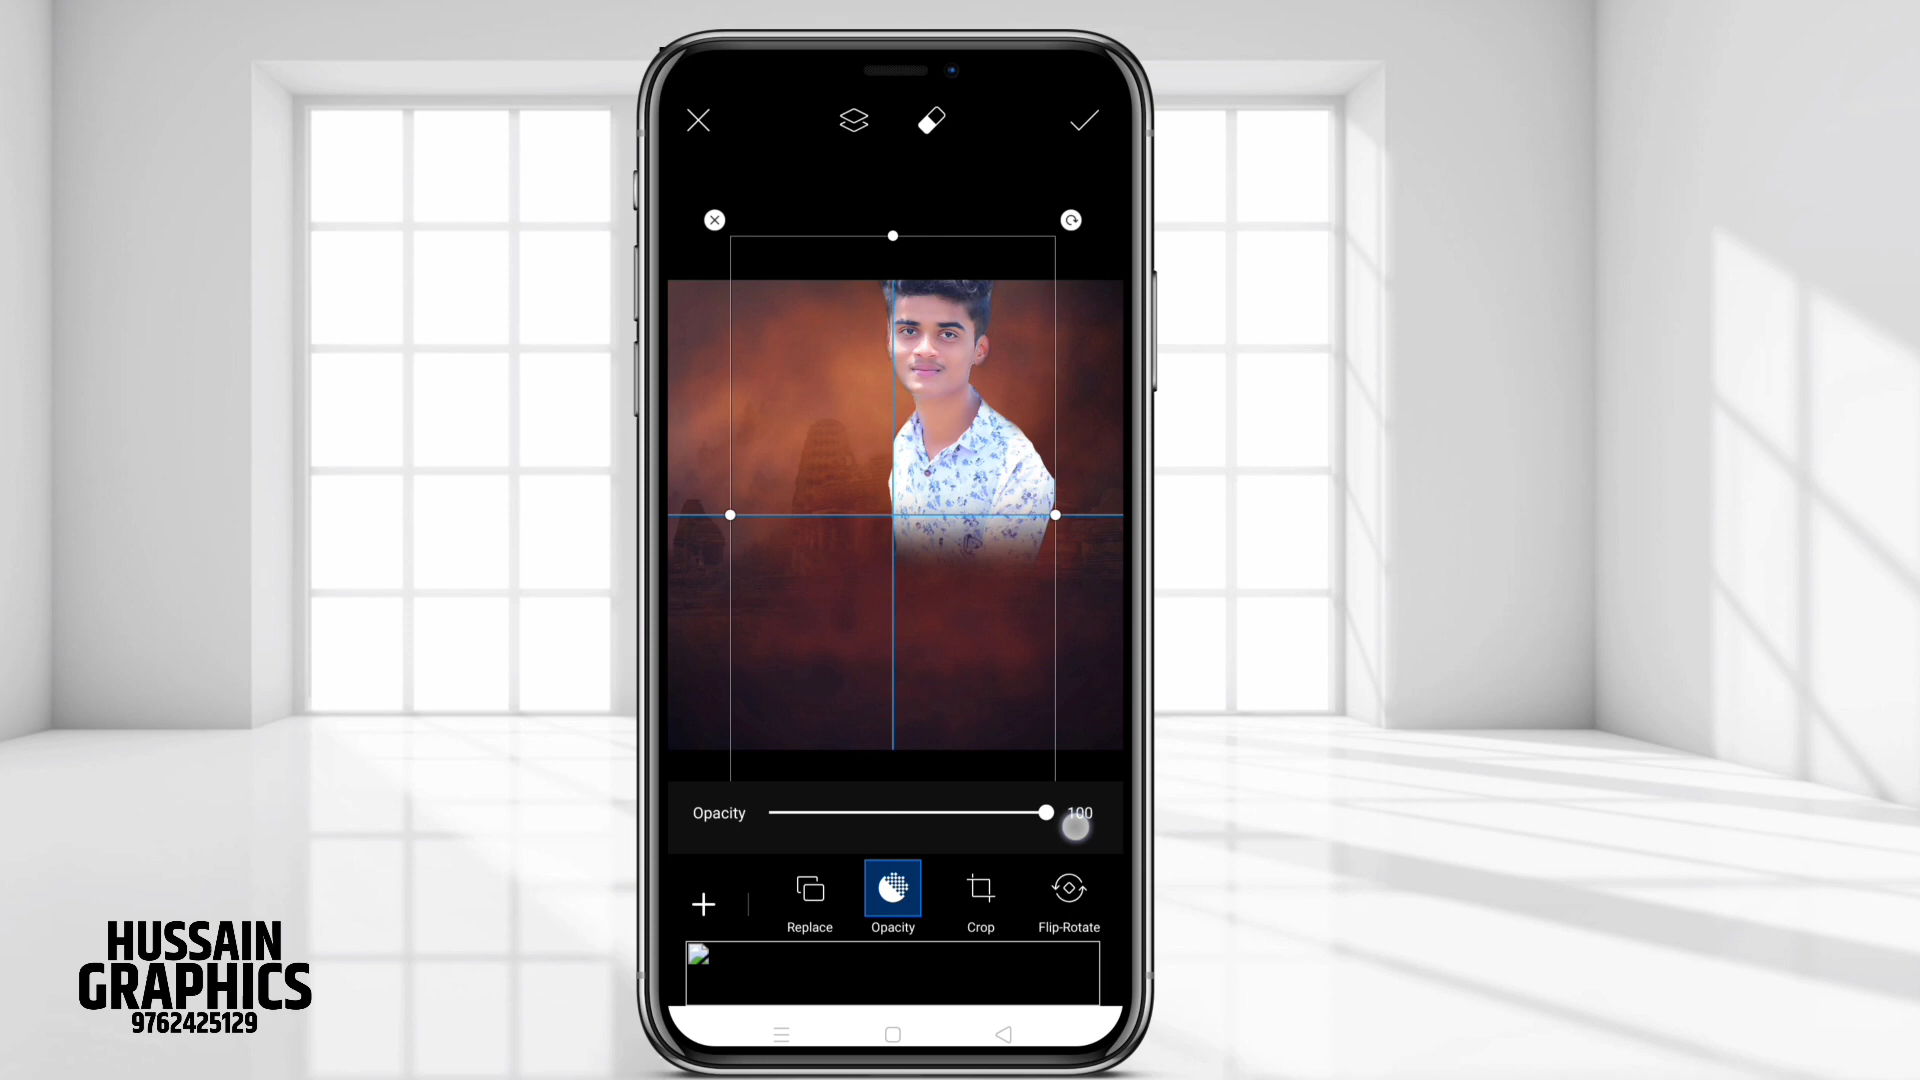 Opacity 100
Replace Opacity Crop Flip-Rotate
HUSSAIN
GRAPHICS
9762425129